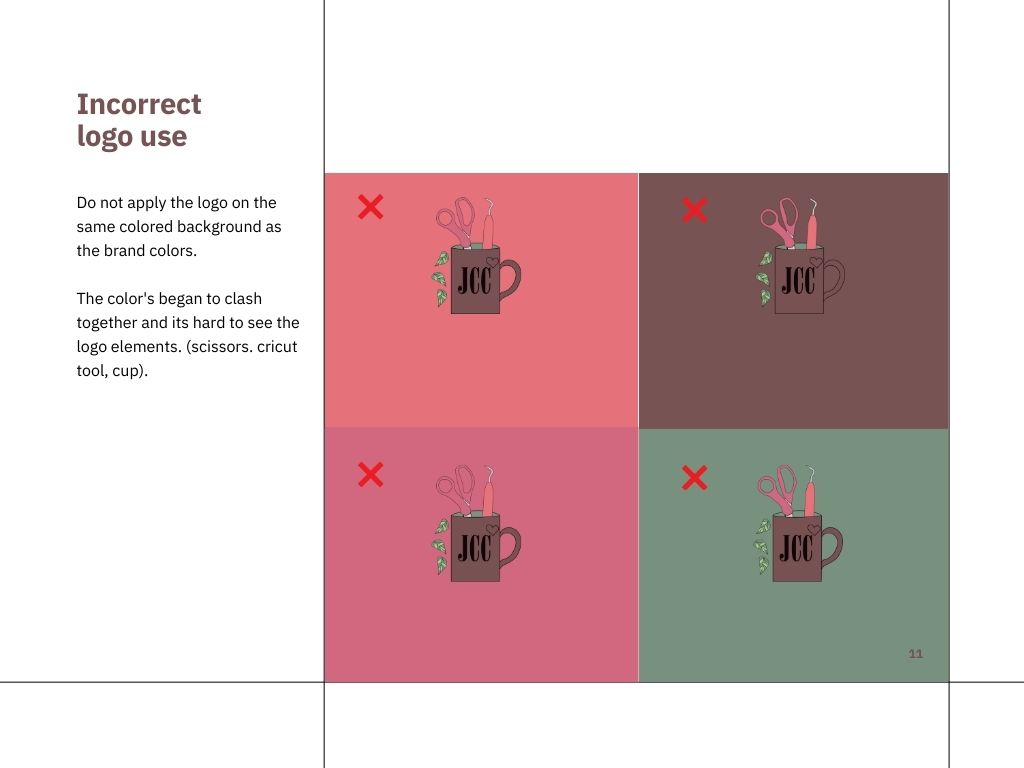 Incorrect
logo use
Do not apply the logo on the
same colored background as
the brand colors.
The color's began to clash
together and its hard to see the
logo elements. (scissors. cricut
tool, cup).
JCC
JCC
JCC
JCC
11